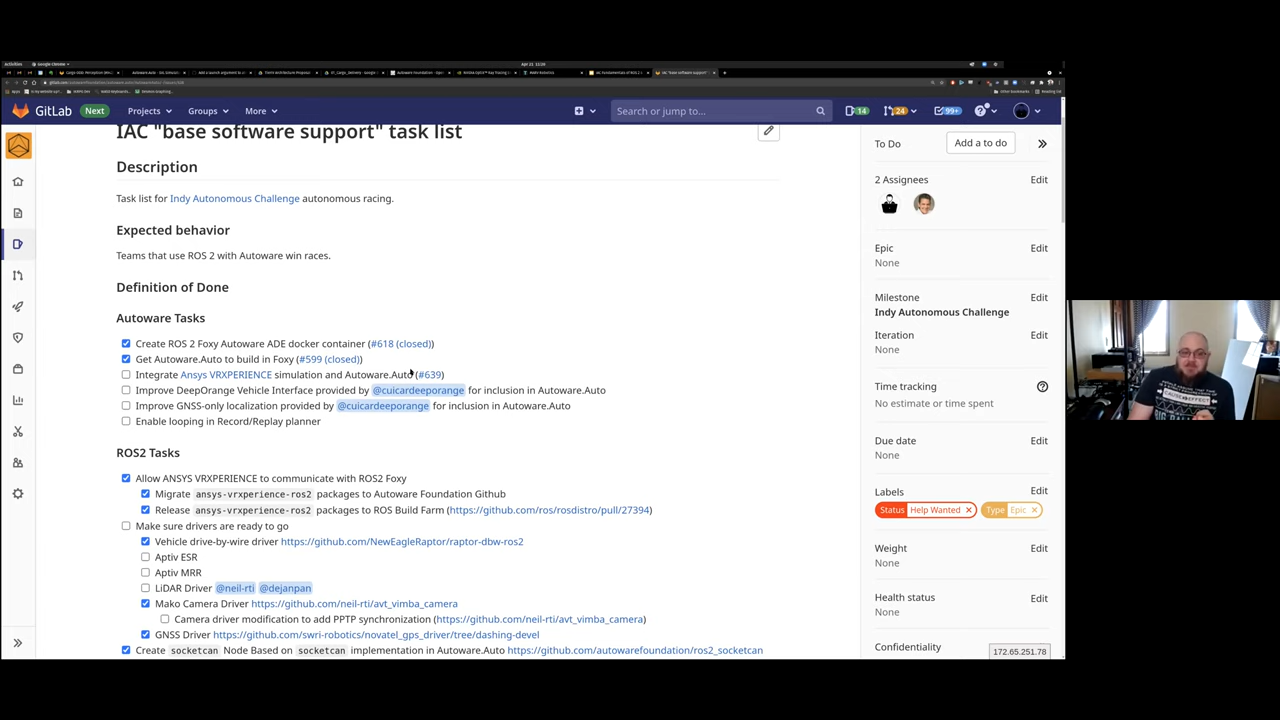 Apr 21 11:20
GitLab Next Projects Groups More Search or jump to... 14 24 99+
IAC "base software support" task list
Description
Task list for Indy Autonomous Challenge autonomous racing.
Expected behavior
Teams that use ROS 2 with Autoware win races.
Definition of Done
Autoware Tasks
Create ROS 2 Foxy Autoware ADE docker container (#618 (closed))
Get Autoware.Auto to build in Foxy (#599 (closed))
Integrate Ansys VRXPERIENCE simulation and Autoware.Auto (#639)
Improve DeepOrange Vehicle Interface provided by @cuicardeeporange for inclusion in Autoware.Auto
Improve GNSS-only localization provided by @cuicardeeporange for inclusion in Autoware.Auto
Enable looping in Record/Replay planner
ROS2 Tasks
Allow ANSYS VRXPERIENCE to communicate with ROS2 Foxy
Migrate ansys-vrxperience-ros2 packages to Autoware Foundation Github
Release ansys-vrxperience-ros2 packages to ROS Build Farm (https://github.com/ros/rosdistro/pull/27394)
Make sure drivers are ready to go
Vehicle drive-by-wire driver https://github.com/NewEagleRaptor/raptor-dbw-ros2
Aptiv ESR
Aptiv MRR
LiDAR Driver @neil-rti @dejanpan
Mako Camera Driver https://github.com/neil-rti/avt_vimba_camera
Camera driver modification to add PPTP synchronization (https://github.com/neil-rti/avt_vimba_camera)
GNSS Driver https://github.com/swri-robotics/novatel_gps_driver/tree/dashing-devel
Create socketcan Node Based on socketcan implementation in Autoware.Auto https://github.com/autowarefoundation/ros2_socketcan
To Do Add a to do
2 Assignees Edit
Epic Edit
None
Milestone Edit
Indy Autonomous Challenge
Iteration Edit
None
Time tracking
No estimate or time spent
Due date Edit
None
Labels Edit
Status Help Wanted Type Epic
Weight Edit
None
Health status Edit
None
Confidentiality
172.65.251.78
CAUSE EFFECT